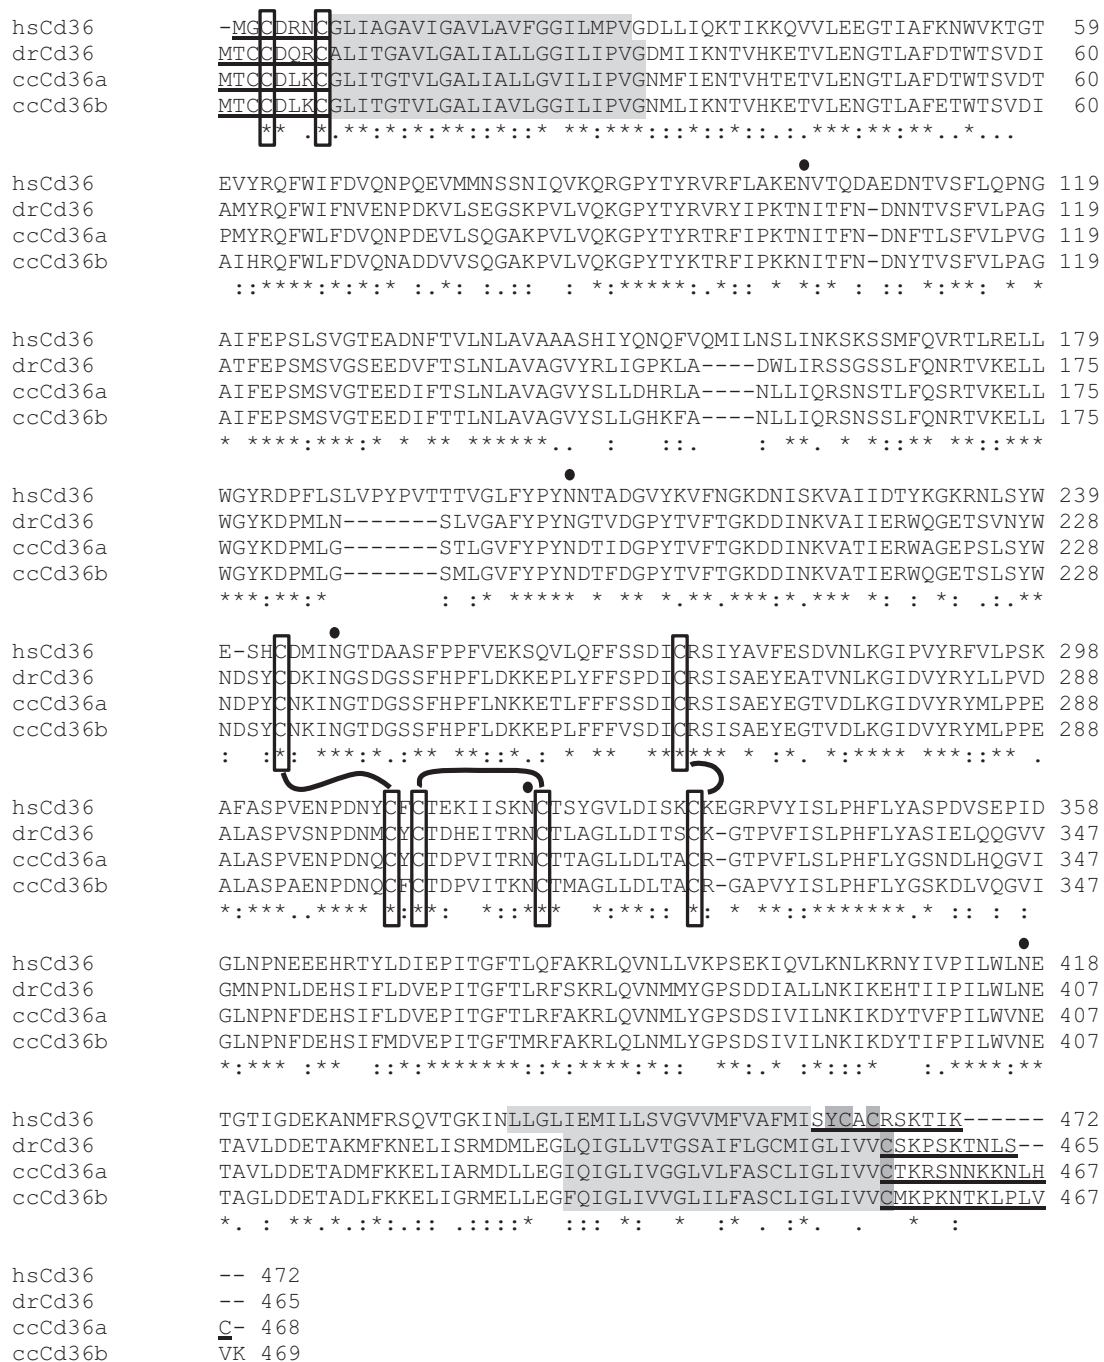 hsCd36 -MGCDRNCGLIAGAVIGAVLAVFGGILMPVGDLLIQKTIKKQVVLEEGTIAFKNWVKTGT 59
drCd36 MTCCDQRCALITGAVLGALIALLGGILIPVGDMIIKNTVHKETVLENGTLAFDTWTSVDI 60
ccCd36a MTCCDLKCGLITGTVLGALIALLGVILIPVGNMFIENTVHTETVLENGTLAFDTWTSVDT 60
ccCd36b MTCCDLKCGLITGTVLGALIAVLGGILIPVGNMLIKNTVHKETVLENGTLAFETWTSVDI 60
** .*.**:*:*:**::*::* **:***::.:*::*:..:.***:**:**..*...
hsCd36 EVYRQFWIFDVQNPQEVMMNSSNIQVKQRGPYTYRVRFLAKENVTQDAEDNTVSFLQPNG 119
drCd36 AMYRQFWIFNVENPDKVLSEGSKPVLVQKGPYTYRVRYIPKTNITFN-DNNTVSFVLPAG 119
ccCd36a PMYRQFWLFDVQNPDEVLSQGAKPVLVQKGPYTYRTRFIPKTNITFN-DNFTLSFVLPVG 119
ccCd36b AIHRQFWLFDVQNADDVVSQGAKPVLVQKGPYTYKTRFIPKKNITFN-DNYTVSFVLPAG 119
::****:*:*:* :.*: :.:: : *:*****:.*::.* *:* : :: *:**: * *
hsCd36 AIFEPSLSVGTEADNFTVLNLAVAAASHIYQNQFVQMILNSLINKSKSSMFQVRTLRELL 179
drCd36 ATFEPSMSVGSEEDVFTSLNLAVAGVYRLIGPKLA----DWLIRSSGSSLFQNRTVKELL 175
ccCd36a AIFEPSMSVGTEEDIFTSLNLAVAGVYSLLDHRLA----NLLIQRSNSTLFQSRTVKELL 175
ccCd36b AIFEPSMSVGTEEDIFTTLNLAVAGVYSLLGHKFA----NLLIQRSNSSLFQNRTVKELL 175
* ****:***:* * ** ******.. : ::. : **. * *::** **::***
hsCd36 WGYRDPFLSLVPYPVTTTVGLFYPYNNTADGVYKVFNGKDNISKVAIIDTYKGKRNLSYW 239
drCd36 WGYKDPMLN-------SLVGAFYPYNGTVDGPYTVFTGKDDINKVAIIERWQGETSVNYW 228
ccCd36a WGYKDPMLG-------STLGVFYPYNDTIDGPYTVFTGKDDINKVATIERWAGEPSLSYW 228
ccCd36b WGYKDPMLG-------SMLGVFYPYNDTFDGPYTVFTGKDDINKVATIERWQGETSLSYW 228
***:**:* : :* ***** * ** *.**.***:*.*** *: : *: .:.**
hsCd36 E-SHCDMINGTDAASFPPFVEKSQVLQFFSSDICRSIYAVFESDVNLKGIPVYRFVLPSK 298
drCd36 NDSYCDKINGSDGSSFHPFLDKKEPLYFFSPDICRSISAEYEATVNLKGIDVYRYLLPVD 288
ccCd36a NDPYCNKINGTDGSSFHPFLNKKETLFFFSSDICRSISAEYEGTVDLKGIDVYRYMLPPE 288
ccCd36b NDSYCNKINGTDGSSFHPFLDKKEPLFFFVSDICRSISAEYEGTVDLKGIDVYRYMLPPE 288
: :*: ***:*.:** **::*.: * ** ****** * :*. *:**** ***::** .
hsCd36 AFASPVENPDNYCFCTEKIISKNCTSYGVLDISKCKEGRPVYISLPHFLYASPDVSEPID 358
drCd36 ALASPVSNPDNMCYCTDHEITRNCTLAGLLDITSCK-GTPVFISLPHFLYASIELQQGVV 347
ccCd36a ALASPVENPDNQCYCTDPVITRNCTTAGLLDLTACR-GTPVFLSLPHFLYGSNDLHQGVI 347
ccCd36b ALASPAENPDNQCFCTDPVITKNCTMAGLLDLTACR-GAPVYISLPHFLYGSKDLVQGVI 347
*:***..**** *:**: *::*** *:**:: *: * **::*******.* :: : :
hsCd36 GLNPNEEEHRTYLDIEPITGFTLQFAKRLQVNLLVKPSEKIQVLKNLKRNYIVPILWLNE 418
drCd36 GMNPNLDEHSIFLDVEPITGFTLRFSKRLQVNMMYGPSDDIALLNKIKEHTIIPILWLNE 407
ccCd36a GLNPNFDEHSIFLDVEPITGFTLRFAKRLQVNMLYGPSDSIVILNKIKDYTVFPILWVNE 407
ccCd36b GLNPNFDEHSIFMDVEPITGFTMRFAKRLQLNMLYGPSDSIVILNKIKDYTIFPILWVNE 407
*:*** :** ::*:*******::*:****:*:: **:.* :*:::* :.****:**
hsCd36 TGTIGDEKANMFRSQVTGKINLLGLIEMILLSVGVVMFVAFMISYCACRSKTIK------ 472
drCd36 TAVLDDETAKMFKNELISRMDMLEGLQIGLLVTGSAIFLGCMIGLIVVCSKPSKTNLS-- 465
ccCd36a TAVLDDETADMFKKELIARMDLLEGIQIGLIVGGLVLFASCLIGLIVVCTKRSNNKKNLH 467
ccCd36b TAGLDDETADLFKKELIGRMELLEGFQIGLIVVGLILFASCLIGLIVVCMKPKNTKLPLV 467
*. : **.*.:*:.:: .::::* :::*: * :*. :*. . * :
hsCd36 -- 472
drCd36 -- 465
ccCd36a C- 468
ccCd36b VK 469